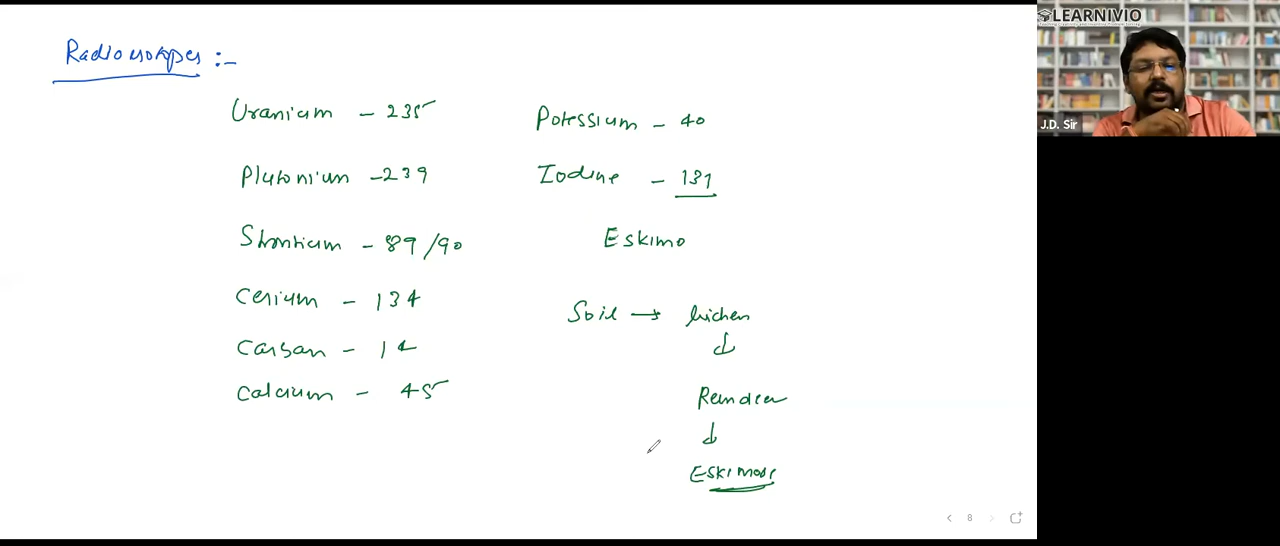 Radioisotopes :-
Uranium - 235
Plutonium - 239
Strontium - 89/90
Cerium - 134
Carbon - 14
Calcium - 45
Potessium - 40
Iodine - 131
Eskimo
Soil → lichen
↓
Reindeer
↓
Eskimos
LEARNIVIO
J.D. Sir
8